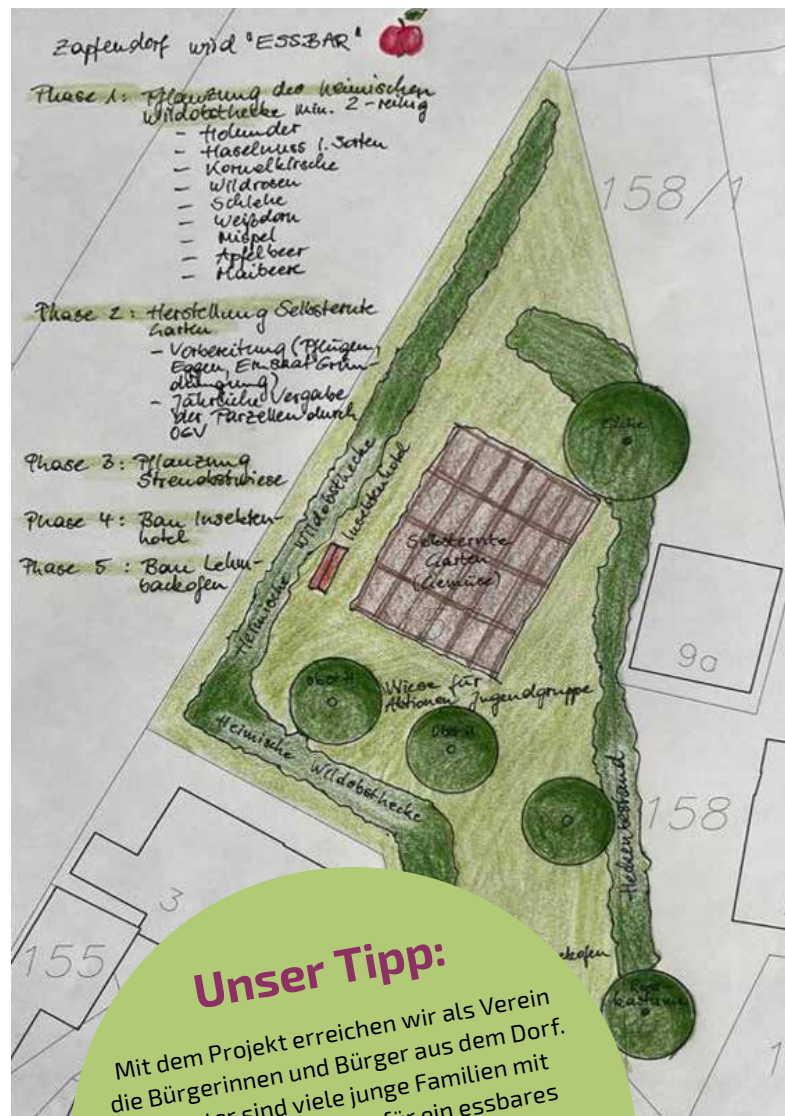 Zapfendorf wird "ESSBAR"
Phase 1: Pflanzung der heimischen
Wildobsthecke min. 2-reihig
- Holunder
- Haselnuss i. Sorten
- Kornelkirsche
- Wildrosen
- Schlehe
- Weißdorn
- Mispel
- Apfelbeer
- Maibeere
Phase 2: Herstellung Selbsternte
Garten
- Vorbereitung (Pflügen,
Eggen, Einsaat Grün-
düngung)
- Jährliche Vergabe
der Parzellen durch
OGV
Phase 3: Pflanzung
Streuobstwiese
Phase 4: Bau Insekten-
hotel
Phase 5: Bau Lehm-
backofen
158/1
Eiche
Heimische Wildobsthecke
Insektenhotel
Selbsternte
Garten
(Gemüse)
9a
Obst H
Wiese für
Aktionen Jugendgruppe
Obst H
Heimische Wildobsthecke
Heckenbestand
158
3
155
ckofen
kastanie
1
Unser Tipp:
Mit dem Projekt erreichen wir als Verein
die Bürgerinnen und Bürger aus dem Dorf.
sind viele junge Familien mit
für ein essbares